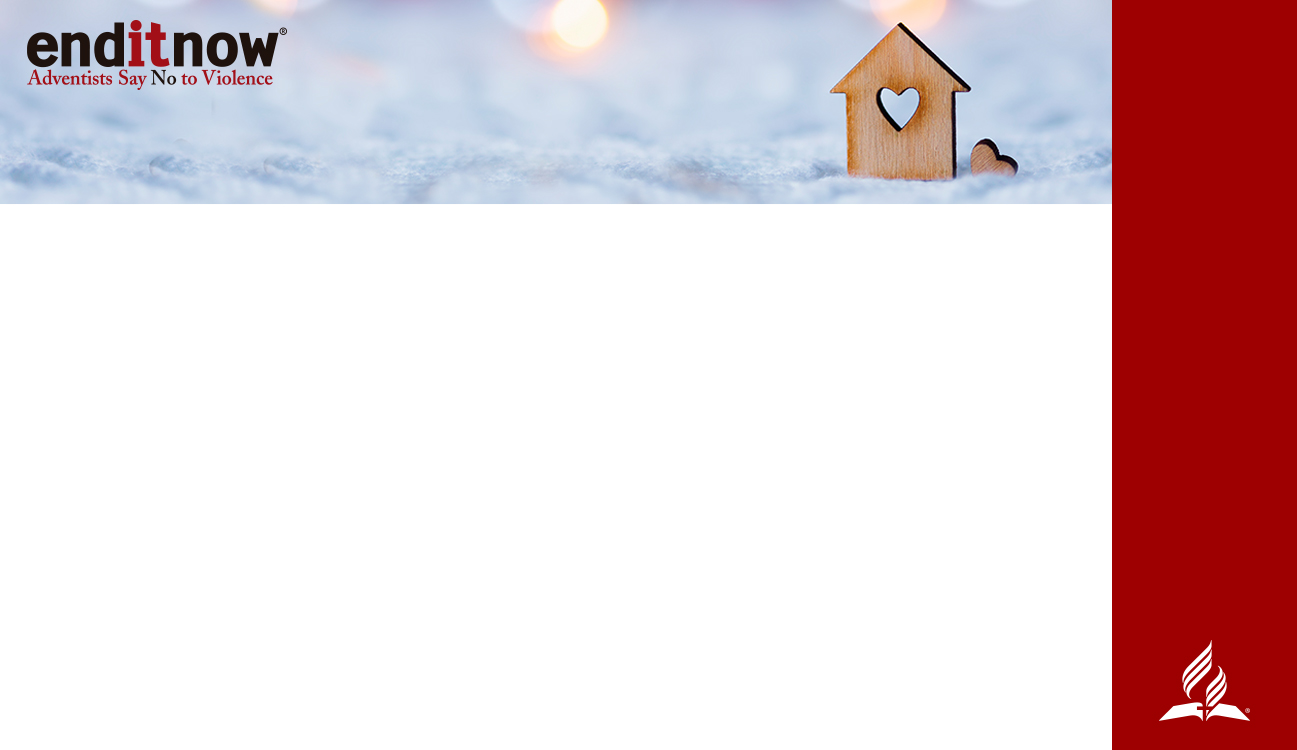 enditnow®
Adventists Say No to Violence
®